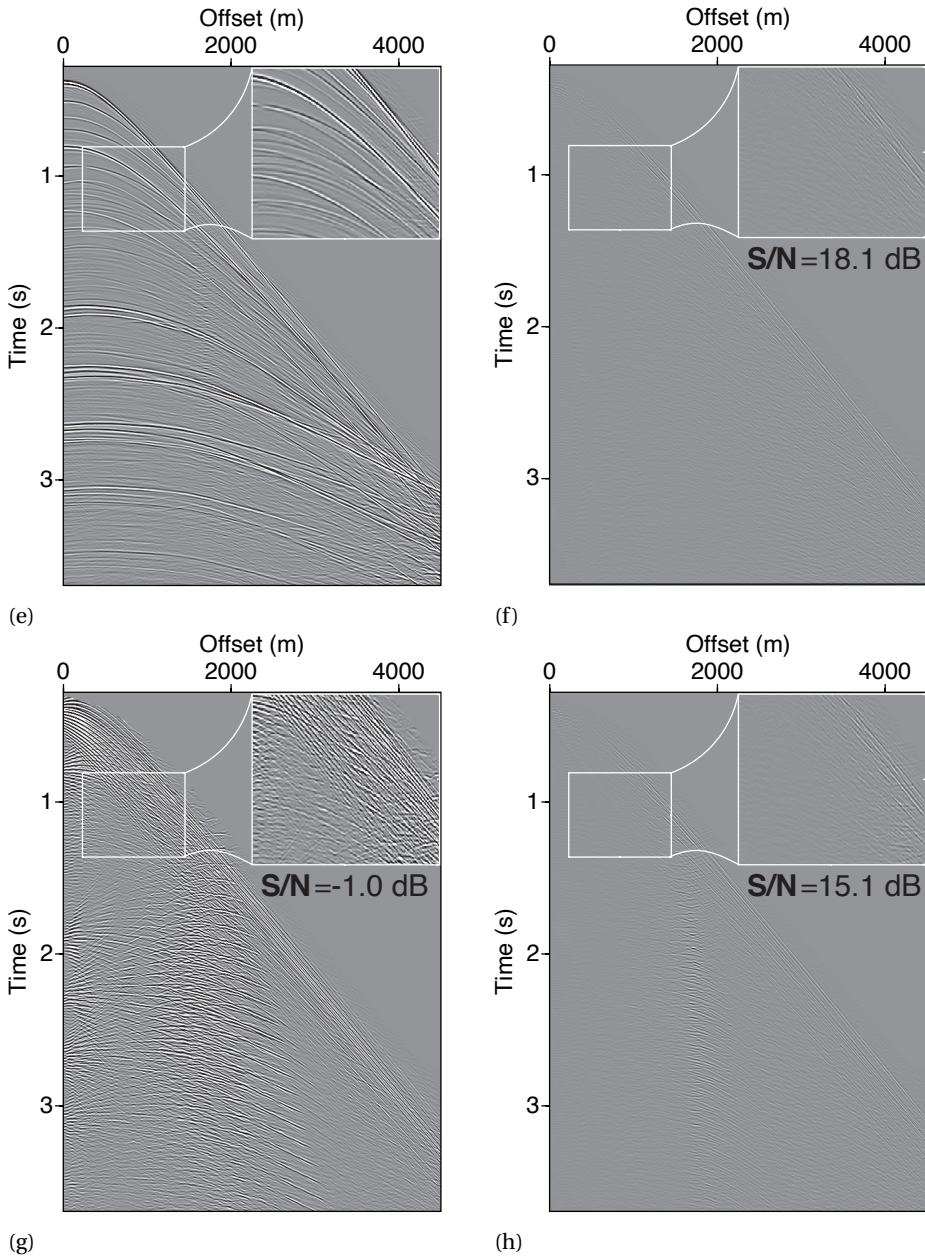 Offset (m)
0 2000 4000
Time (s)
1
2
3
(e)
Offset (m)
0 2000 4000
Time (s)
1
2
3
S/N=18.1 dB
(f)
Offset (m)
0 2000 4000
Time (s)
1
2
3
S/N=-1.0 dB
(g)
Offset (m)
0 2000 4000
Time (s)
1
2
3
S/N=15.1 dB
(h)